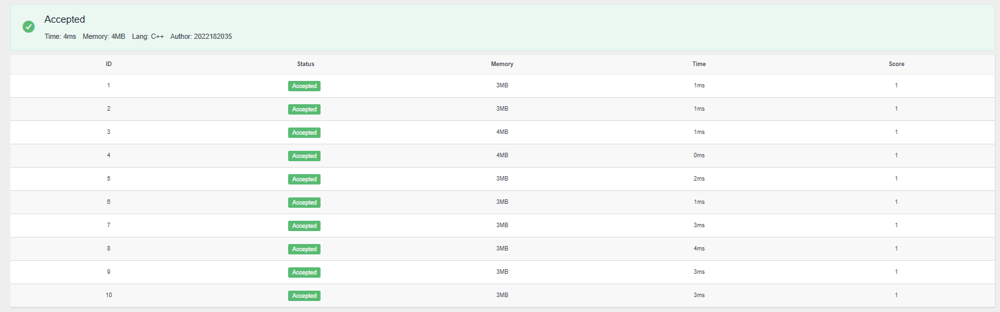 Accepted
Time: 4ms Memory: 4MB Lang: C++ Author: 2022182035
ID Status Memory Time Score
1 Accepted 3MB 1ms 1
2 Accepted 3MB 1ms 1
3 Accepted 4MB 1ms 1
4 Accepted 4MB 0ms 1
5 Accepted 3MB 2ms 1
6 Accepted 3MB 1ms 1
7 Accepted 3MB 3ms 1
8 Accepted 3MB 4ms 1
9 Accepted 3MB 3ms 1
10 Accepted 3MB 3ms 1